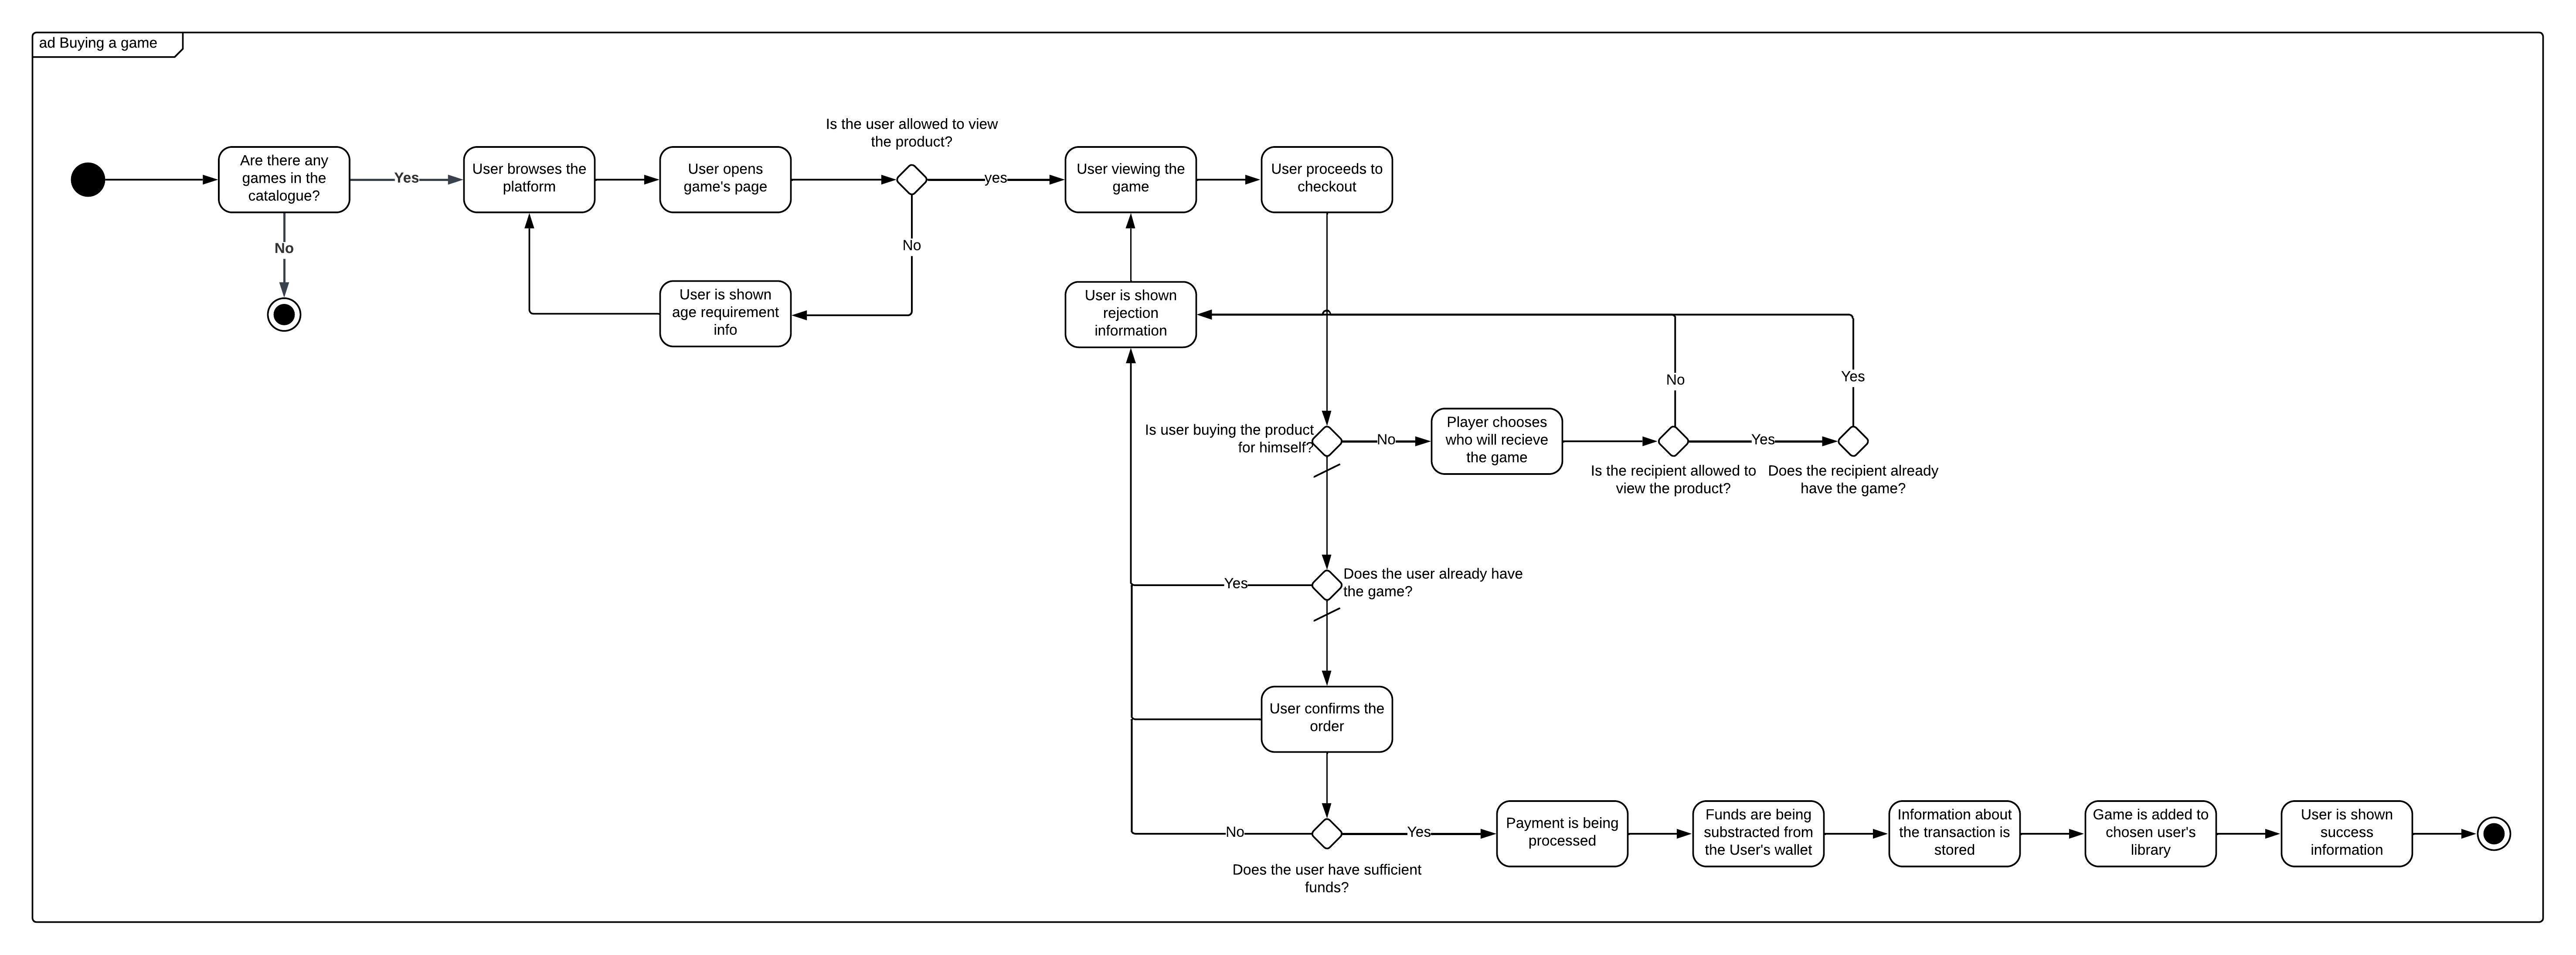 ad Buying a game
Is the user allowed to view
the product?
Are there any
games in the
catalogue?
Yes
User browses the
platform
User opens
game's page
yes
User viewing the
game
User proceeds to
checkout
No
No
User is shown
age requirement
info
User is shown
rejection
information
No
Yes
Is user buying the product
for himself?
No
Player chooses
who will recieve
the game
Yes
Is the recipient allowed to
view the product?
Does the recipient already
have the game?
Yes
Does the user already have
the game?
User confirms the
order
No
Yes
Does the user have sufficient
funds?
Payment is being
processed
Funds are being
substracted from
the User's wallet
Information about
the transaction is
stored
Game is added to
chosen user's
library
User is shown
success
information